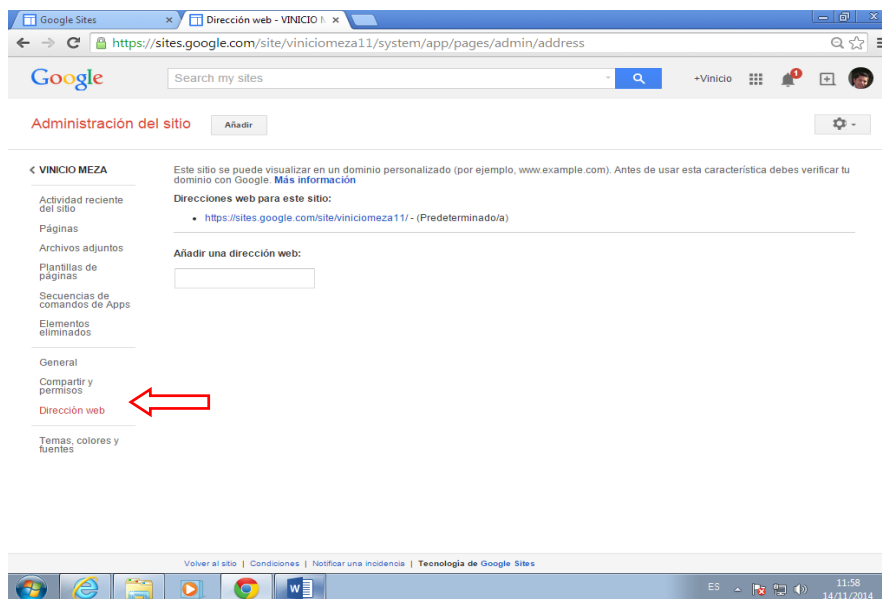 Google Sites
Dirección web - VINICIO M
https://sites.google.com/site/viniciomeza11/system/app/pages/admin/address
Google
Search my sites
+Vinicio
1
Administración del sitio
Añadir
VINICIO MEZA
Actividad reciente
del sitio
Páginas
Archivos adjuntos
Plantillas de
páginas
Secuencias de
comandos de Apps
Elementos
eliminados
General
Compartir y
permisos
Dirección web
Temas, colores y
fuentes
Este sitio se puede visualizar en un dominio personalizado (por ejemplo, www.example.com). Antes de usar esta característica debes verificar tu
dominio con Google. Más información
Direcciones web para este sitio:
• https://sites.google.com/site/viniciomeza11/ - (Predeterminado/a)
Añadir una dirección web:
Volver al sitio | Condiciones | Notificar una incidencia | Tecnología de Google Sites
W
ES
11:58
14/11/2014